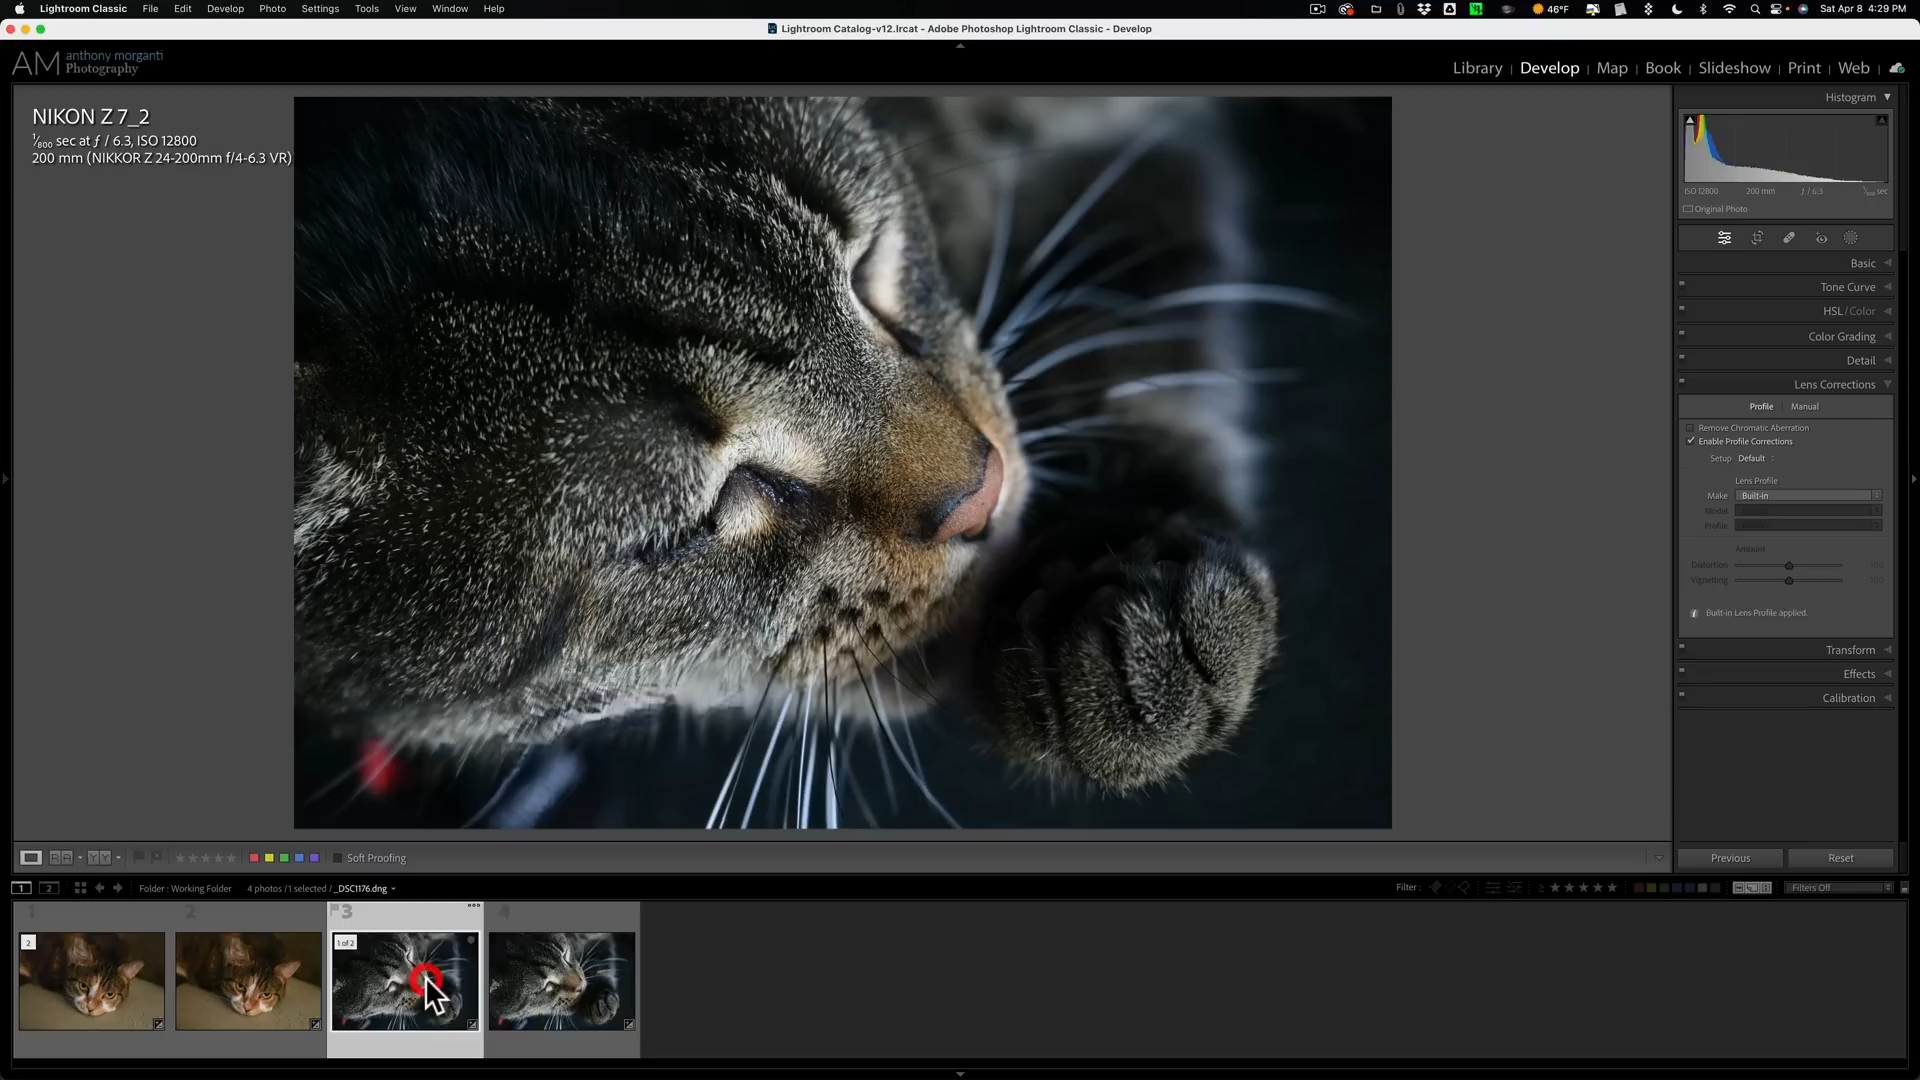 Lightroom Classic File Edit Develop Photo Settings Tools View Window Help 46°F Sat Apr 8 4:29 PM
Lightroom Catalog-v12.lrcat - Adobe Photoshop Lightroom Classic - Develop
AM anthony morganti Photography
Library | Develop | Map | Book | Slideshow | Print | Web
NIKON Z 7_2
1/800 sec at ƒ / 6.3, ISO 12800
200 mm (NIKKOR Z 24-200mm f/4-6.3 VR)
Histogram
ISO 12800 200 mm ƒ / 6.3 1/800 sec
Original Photo
Basic
Tone Curve
HSL / Color
Color Grading
Detail
Lens Corrections
Profile | Manual
Remove Chromatic Aberration
Enable Profile Corrections
Setup Default
Lens Profile
Make Built-in
Model
Profile
Amount
Distortion 100
Vignetting 100
Built-in Lens Profile applied.
Transform
Effects
Calibration
Previous Reset
Soft Proofing
1 2 Folder : Working Folder 4 photos / 1 selected / _DSC1176.dng Filter : Filters Off
1 2 3 4
2 1 of 2